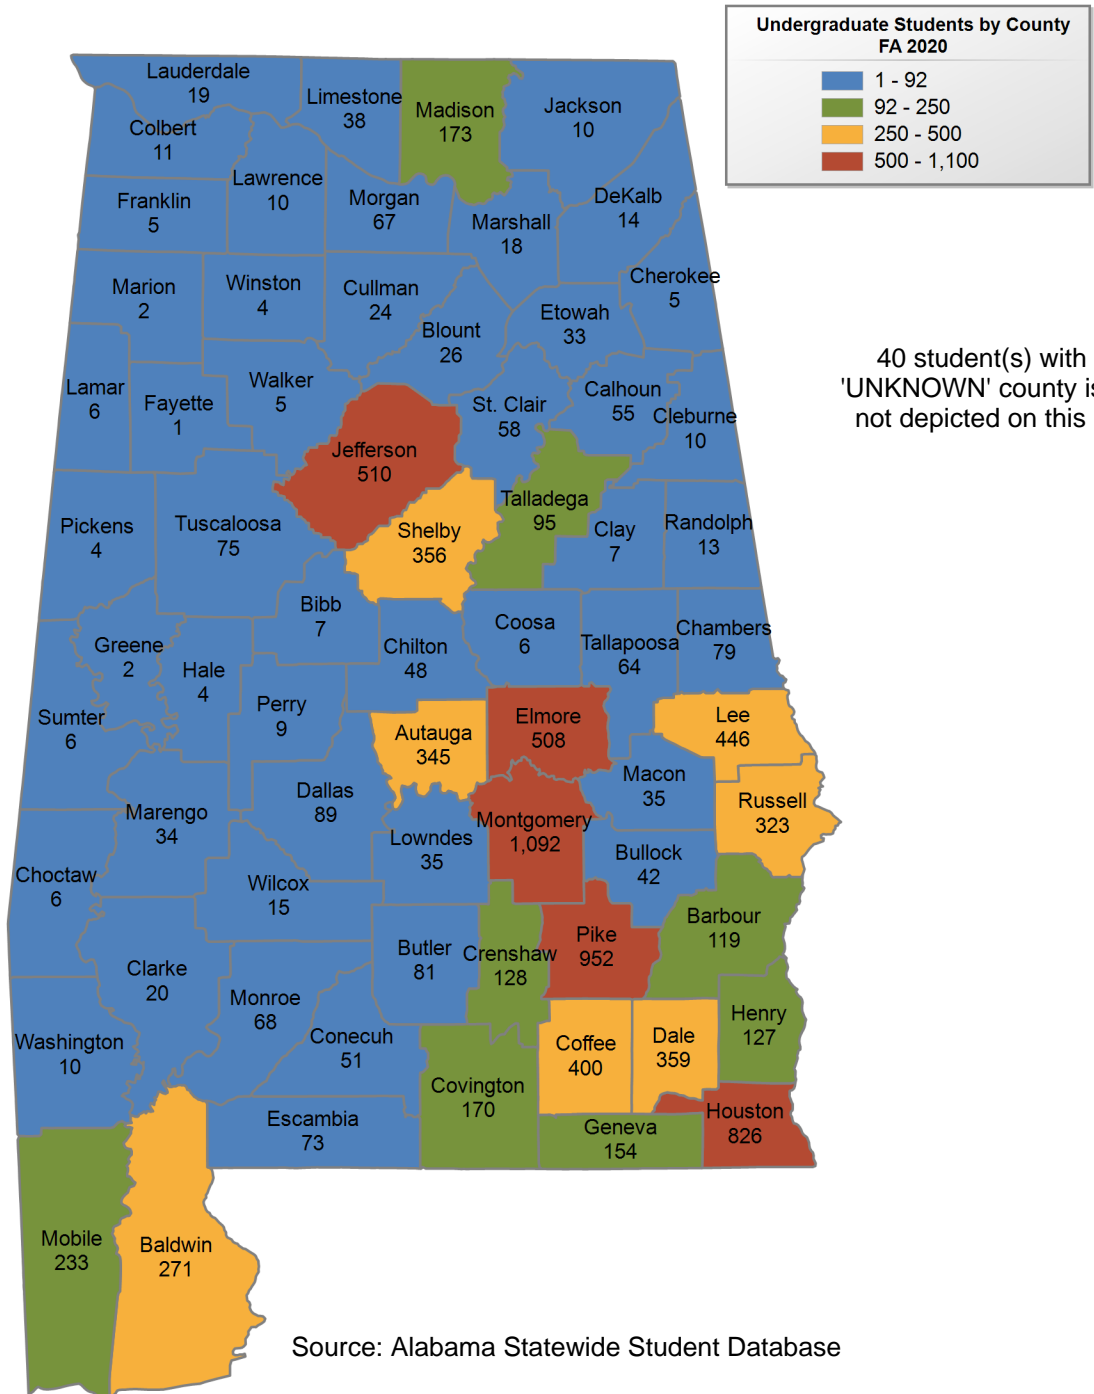 Undergraduate Students by County
FA 2020
1 - 92
92 - 250
250 - 500
500 - 1,100
Lauderdale
19
Limestone
38
Madison
173
Jackson
10
Colbert
11
Lawrence
10
Franklin
5
Morgan
67
Marshall
18
DeKalb
14
Marion
2
Winston
4
Cullman
24
Cherokee
5
Blount
26
Etowah
33
40 student(s) with
'UNKNOWN' county is
not depicted on this
Lamar
6
Fayette
1
Walker
5
St. Clair
58
Calhoun
55
Cleburne
10
Jefferson
510
Talladega
95
Pickens
4
Tuscaloosa
75
Shelby
356
Clay
7
Randolph
13
Bibb
7
Greene
2
Hale
4
Chilton
48
Coosa
6
Tallapoosa
64
Chambers
79
Sumter
6
Perry
9
Autauga
345
Elmore
508
Lee
446
Marengo
34
Dallas
89
Macon
35
Russell
323
Lowndes
35
Montgomery
1,092
Bullock
42
Choctaw
6
Wilcox
15
Barbour
119
Clarke
20
Butler
81
Crenshaw
128
Pike
952
Monroe
68
Conecuh
51
Henry
127
Washington
10
Coffee
400
Dale
359
Covington
170
Escambia
73
Geneva
154
Houston
826
Mobile
233
Baldwin
271
Source: Alabama Statewide Student Database